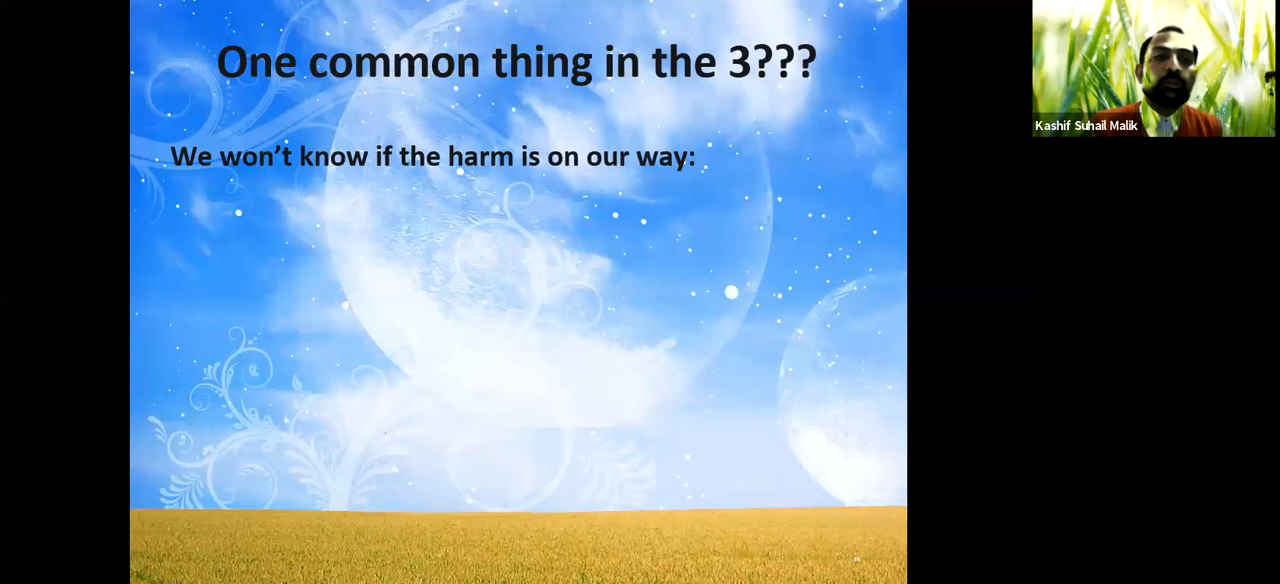 One common thing in the 3???
We won’t know if the harm is on our way:
Kashif Suhail Malik